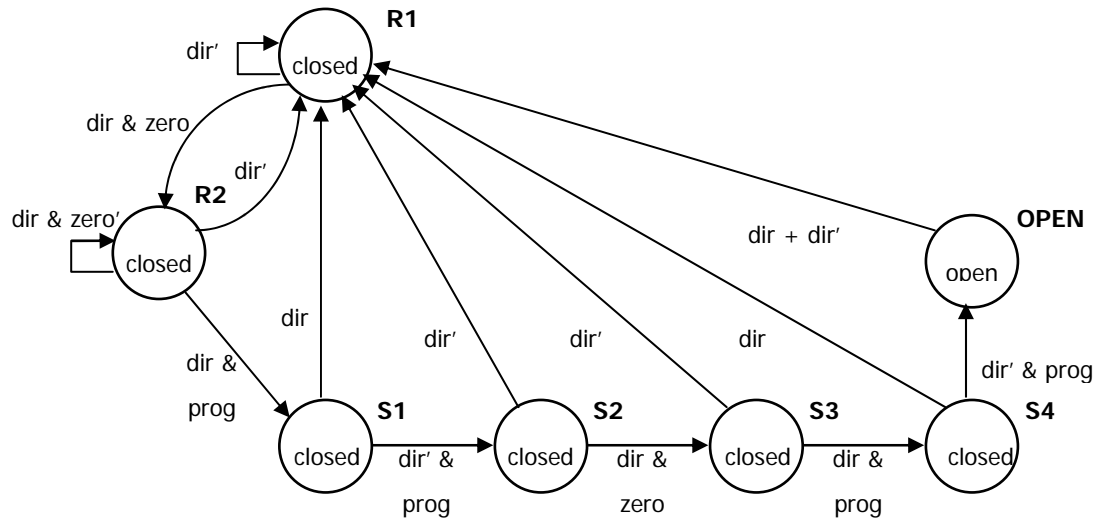 R1
dir′
closed
dir & zero
dir′
R2
dir & zero′
closed
OPEN
dir + dir′
open
dir
dir′
dir′
dir
dir &
prog
dir′ & prog
S1
S2
S3
S4
closed
dir′ &
prog
closed
dir &
zero
closed
dir &
prog
closed